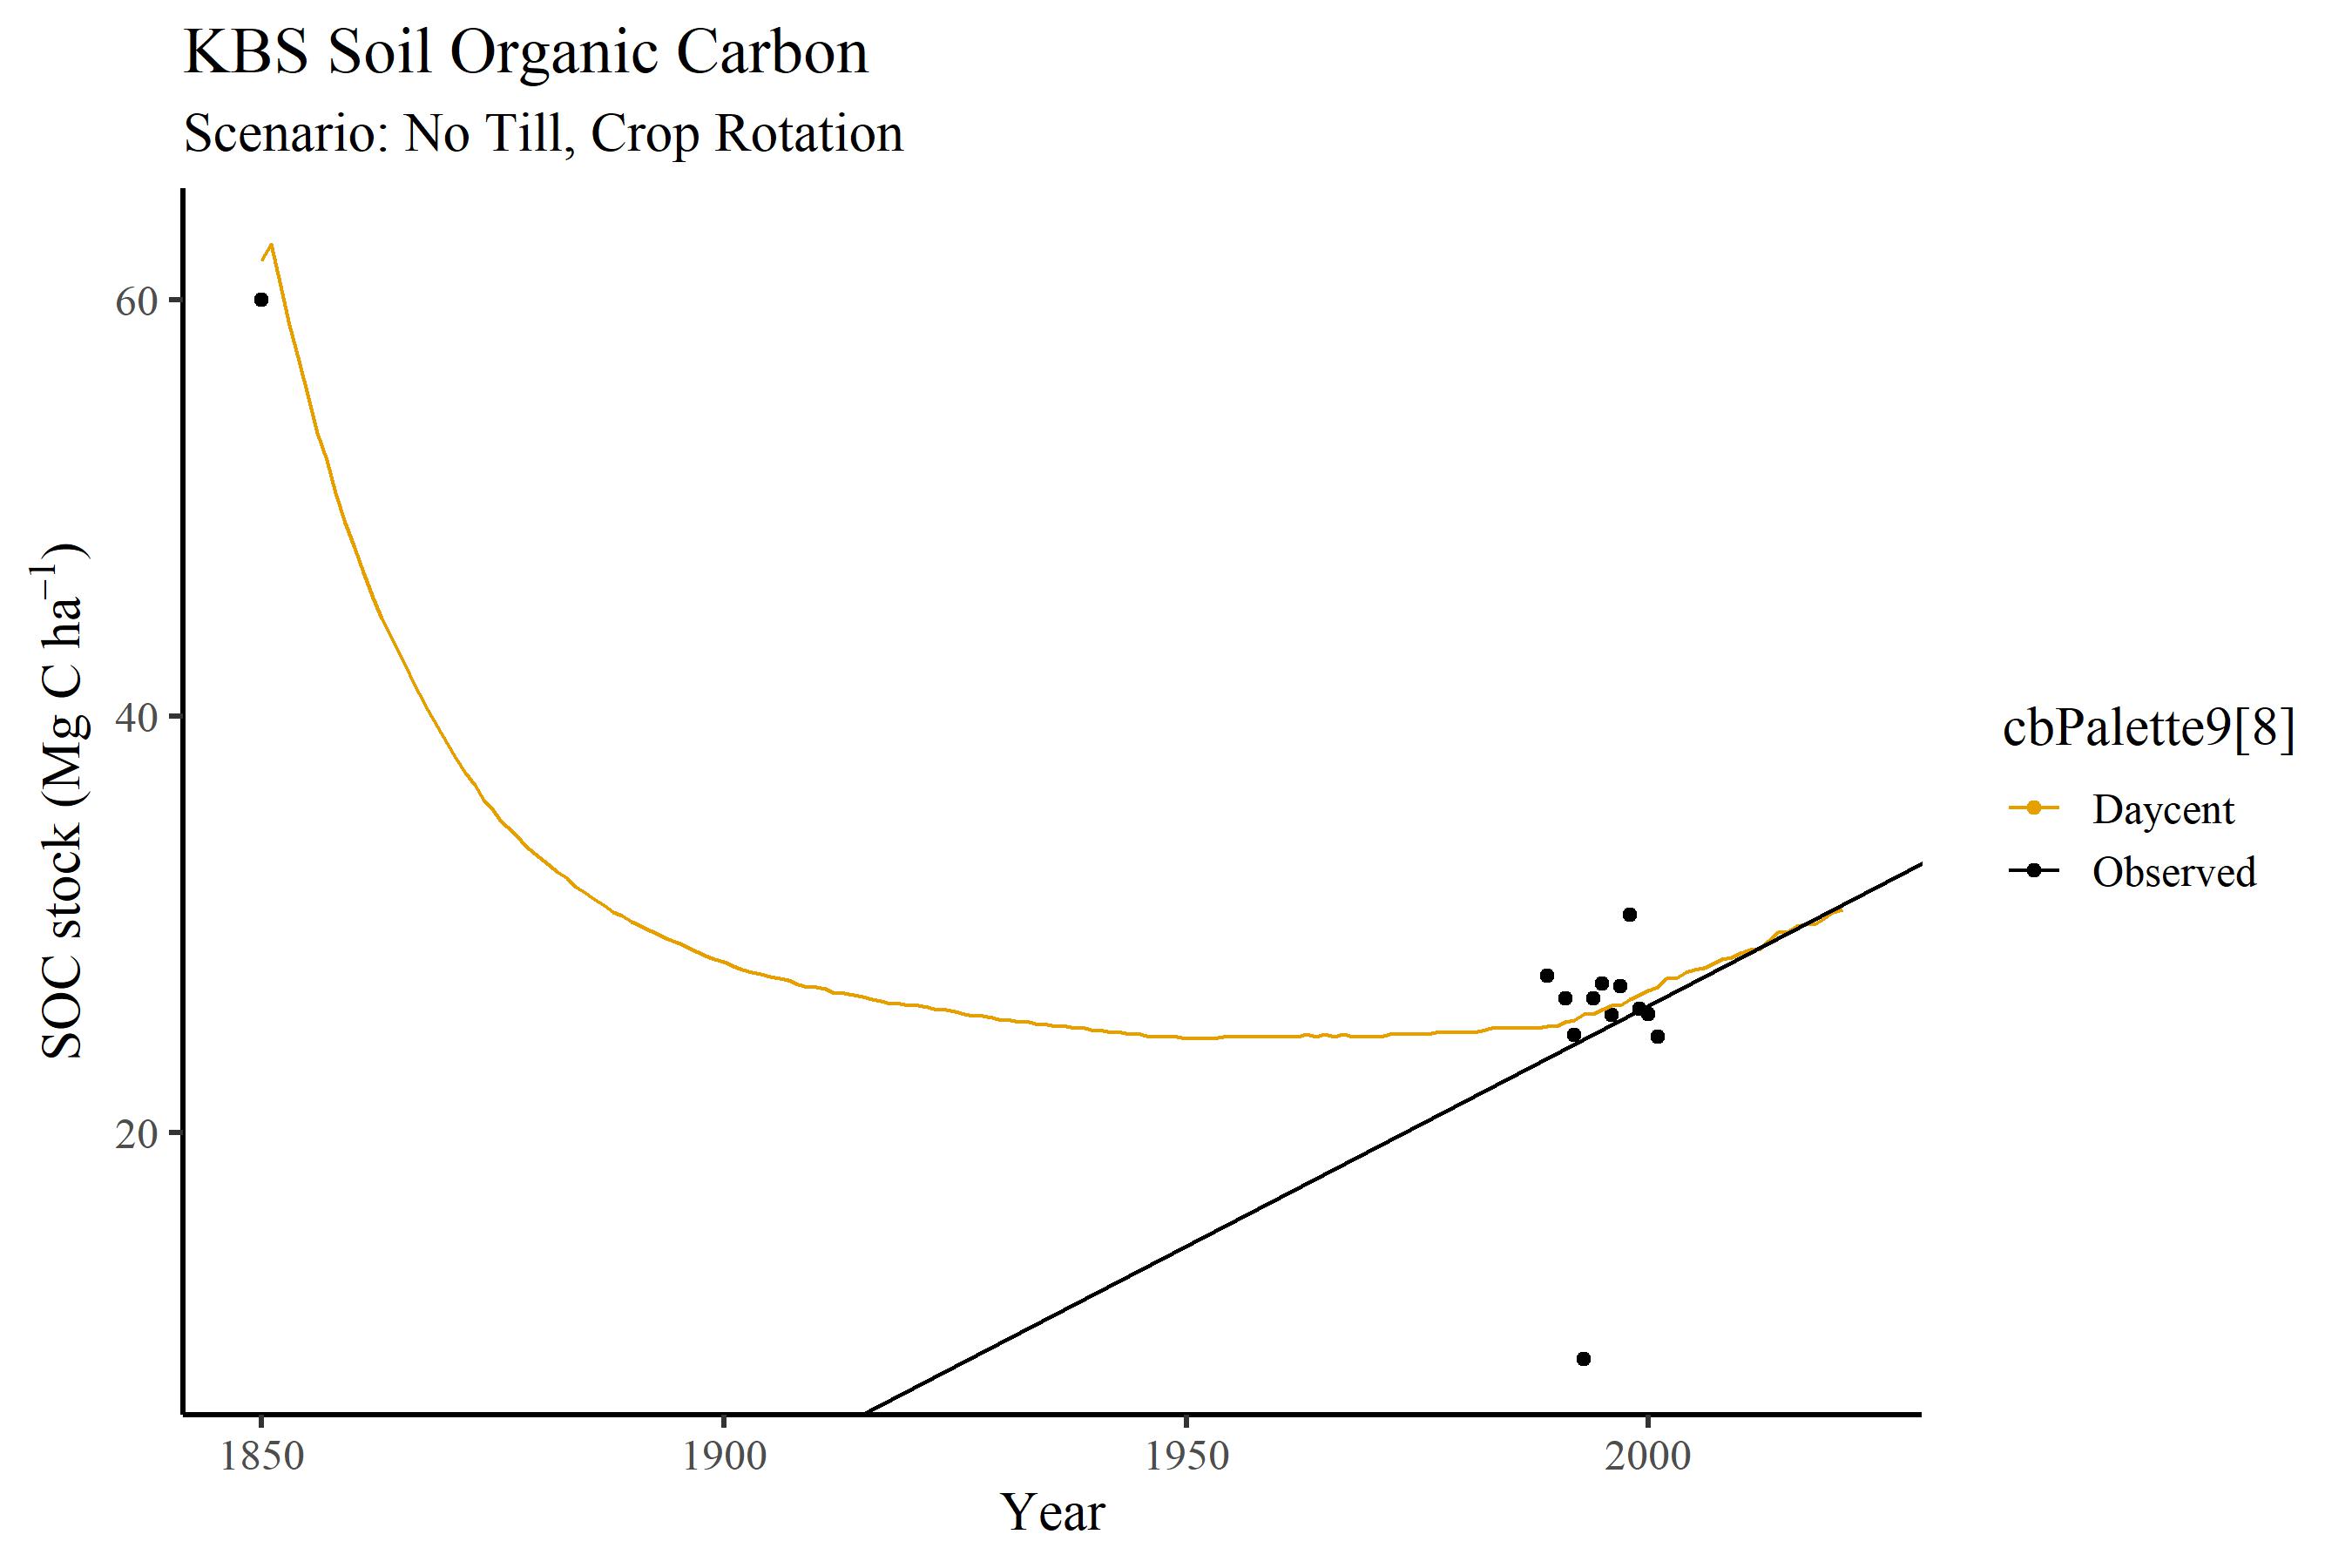 KBS Soil Organic Carbon
Scenario: No Till, Crop Rotation
SOC stock (Mg C ha⁻¹)
60
40
20
1850
1900
1950
2000
Year
cbPalette9[8]
Daycent
Observed